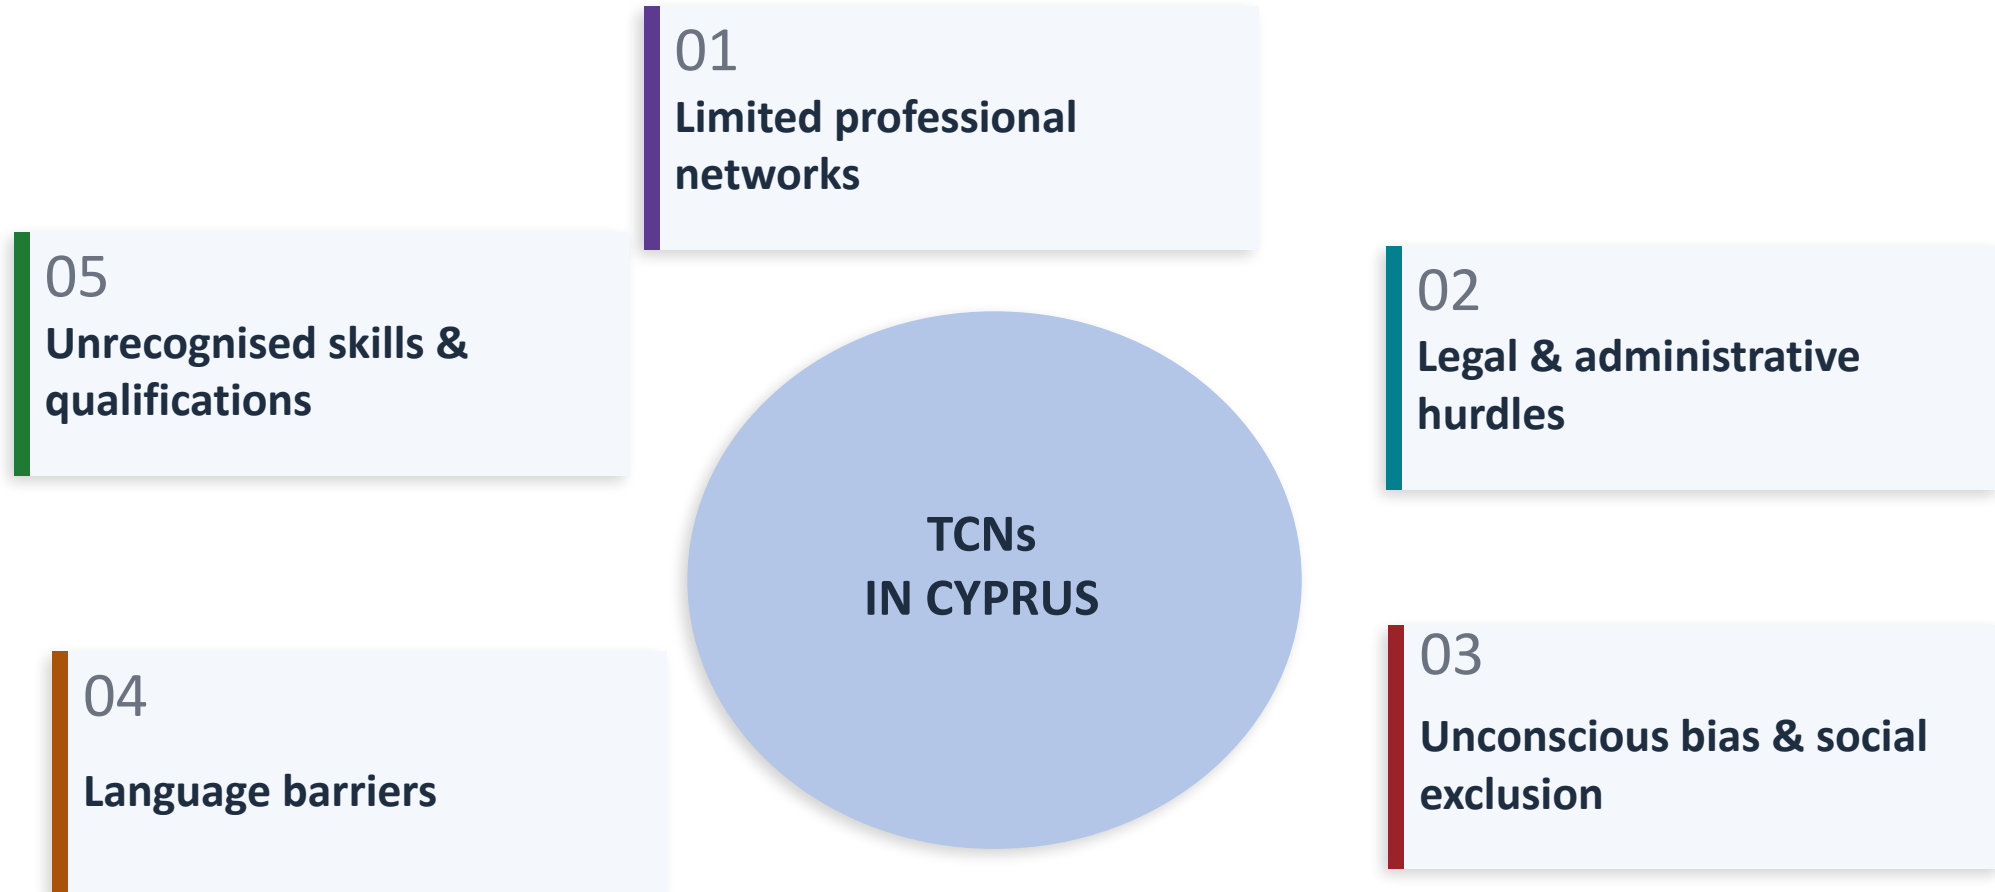 01
Limited professional
networks
02
Legal & administrative
hurdles
03
Unconscious bias & social
exclusion
04
Language barriers
05
Unrecognised skills &
qualifications
TCNs
IN CYPRUS